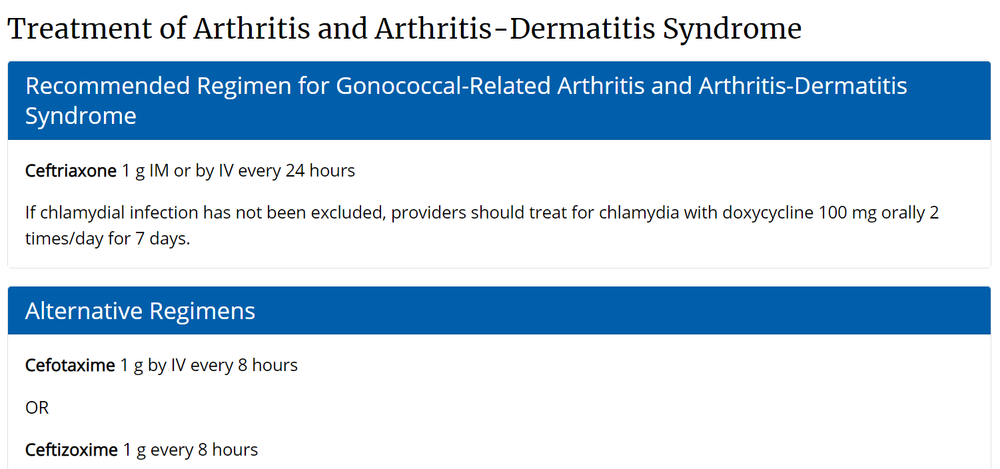 Treatment of Arthritis and Arthritis-Dermatitis Syndrome
Recommended Regimen for Gonococcal-Related Arthritis and Arthritis-Dermatitis
Syndrome
Ceftriaxone 1 g IM or by IV every 24 hours
If chlamydial infection has not been excluded, providers should treat for chlamydia with doxycycline 100 mg orally 2
times/day for 7 days.
Alternative Regimens
Cefotaxime 1 g by IV every 8 hours
OR
Ceftizoxime 1 g every 8 hours